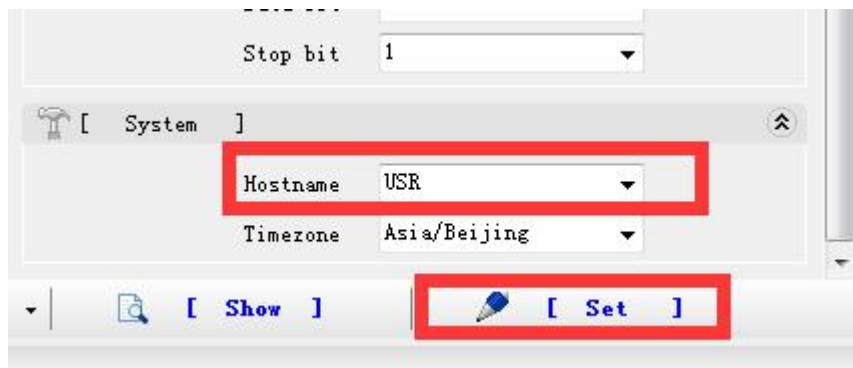 Stop bit 1
[ System ]
Hostname USR
Timezone Asia/Beijing
[ Show ] [ Set ]